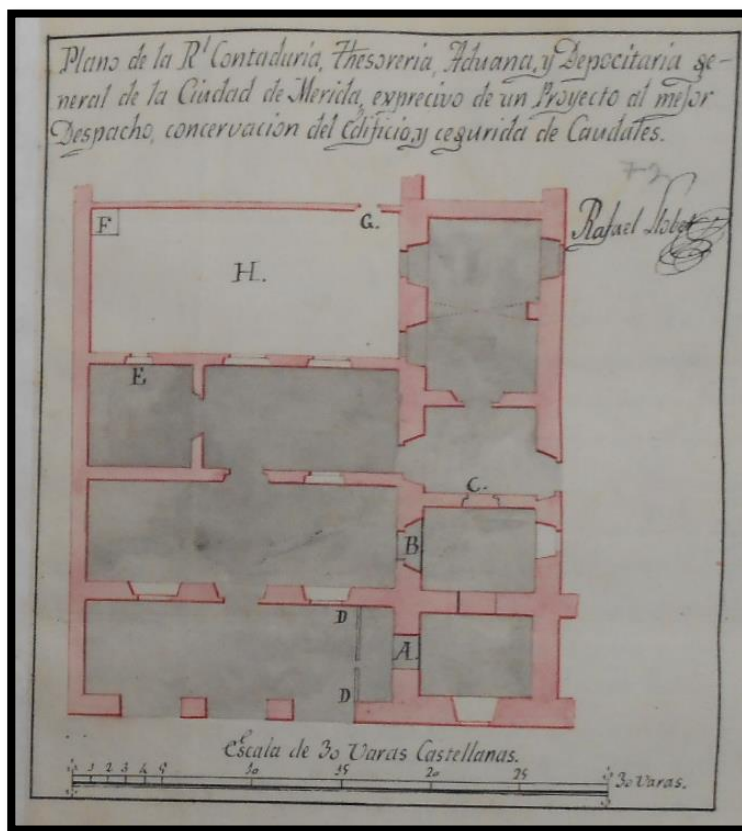 Plano de la Rl Contaduria, Thesoreria, Aduana, y Depocitaria ge-
neral de la Ciudad de Merida, exprecivo de un Proyecto al mejor
Despacho, concervacion del Edificio, y cegurida de Caudales.
Rafael Llobet
F
G.
H.
E
C.
B
D
A.
D
Escala de 30 Varas Castellanas.
1 2 3 4 5 10 15 20 25 30 varas.